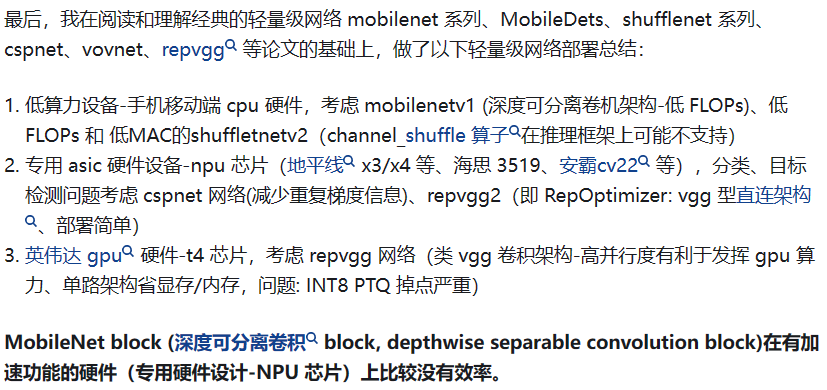 最后，我在阅读和理解经典的轻量级网络 mobilenet 系列、MobileDets、shufflenet 系列、
cspnet、vovnet、repvgg 等论文的基础上，做了以下轻量级网络部署总结：
1. 低算力设备-手机移动端 cpu 硬件，考虑 mobilenetv1 (深度可分离卷机架构-低 FLOPs)、低
FLOPs 和 低MAC的shuffletnetv2（channel_shuffle 算子在推理框架上可能不支持）
2. 专用 asic 硬件设备-npu 芯片（地平线 x3/x4 等、海思 3519、安霸cv22 等），分类、目标
检测问题考虑 cspnet 网络(减少重复梯度信息)、repvgg2（即 RepOptimizer: vgg 型直连架构
、部署简单）
3. 英伟达 gpu 硬件-t4 芯片，考虑 repvgg 网络（类 vgg 卷积架构-高并行度有利于发挥 gpu 算
力、单路架构省显存/内存，问题: INT8 PTQ 掉点严重）
MobileNet block (深度可分离卷积 block, depthwise separable convolution block)在有加
速功能的硬件（专用硬件设计-NPU 芯片）上比较没有效率。